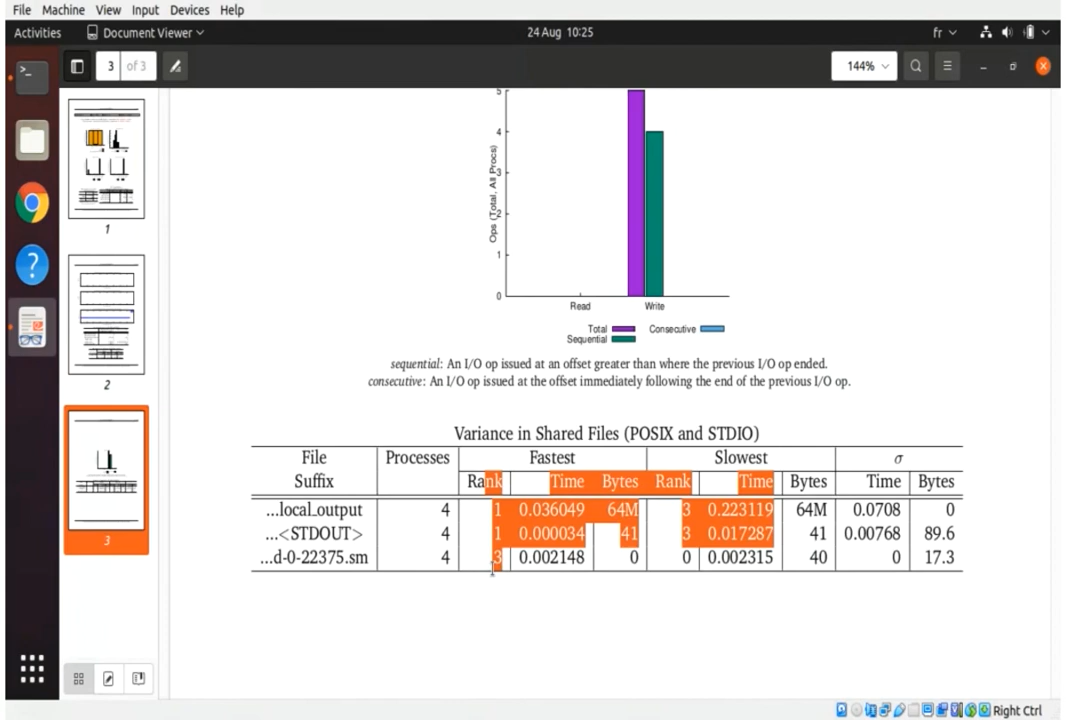 File Machine View Input Devices Help
Activities Document Viewer 24 Aug 10:25 fr
3 of 3 144%
1
2
3
5
4
3
2
1
0
Ops (Total, All Procs)
Read Write
Total Consecutive
Sequential
sequential: An I/O op issued at an offset greater than where the previous I/O op ended.
consecutive: An I/O op issued at the offset immediately following the end of the previous I/O op.
Variance in Shared Files (POSIX and STDIO)
File Processes Fastest Slowest σ
Suffix Rank Time Bytes Rank Time Bytes Time Bytes
...local_output 4 1 0.036049 64M 3 0.223119 64M 0.0708 0
...<STDOUT> 4 1 0.000034 41 3 0.017287 41 0.00768 89.6
...d-0-22375.sm 4 3 0.002148 0 0 0.002315 40 0 17.3
Right Ctrl